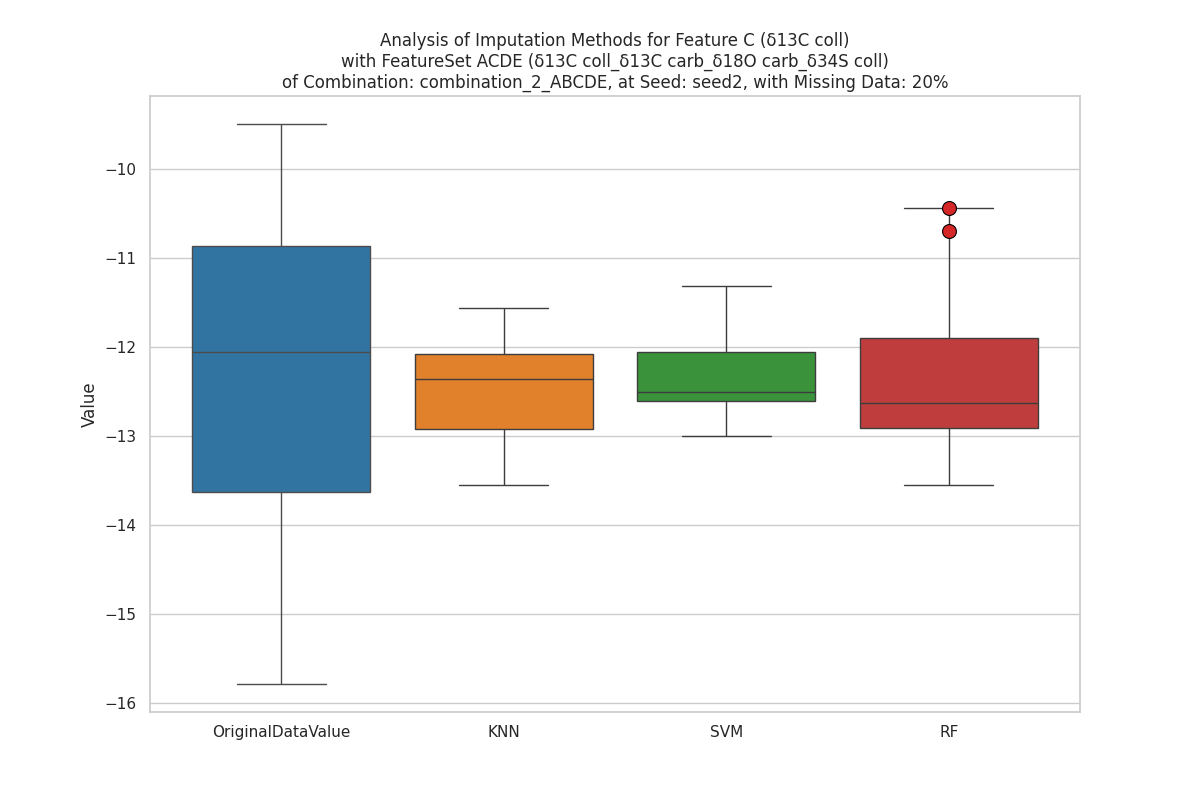 Analysis of Imputation Methods for Feature C (δ13C coll)
with FeatureSet ACDE (δ13C coll_δ13C carb_δ18O carb_δ34S coll)
of Combination: combination_2_ABCDE, at Seed: seed2, with Missing Data: 20%
Value
−10
−11
−12
−13
−14
−15
−16
OriginalDataValue
KNN
SVM
RF